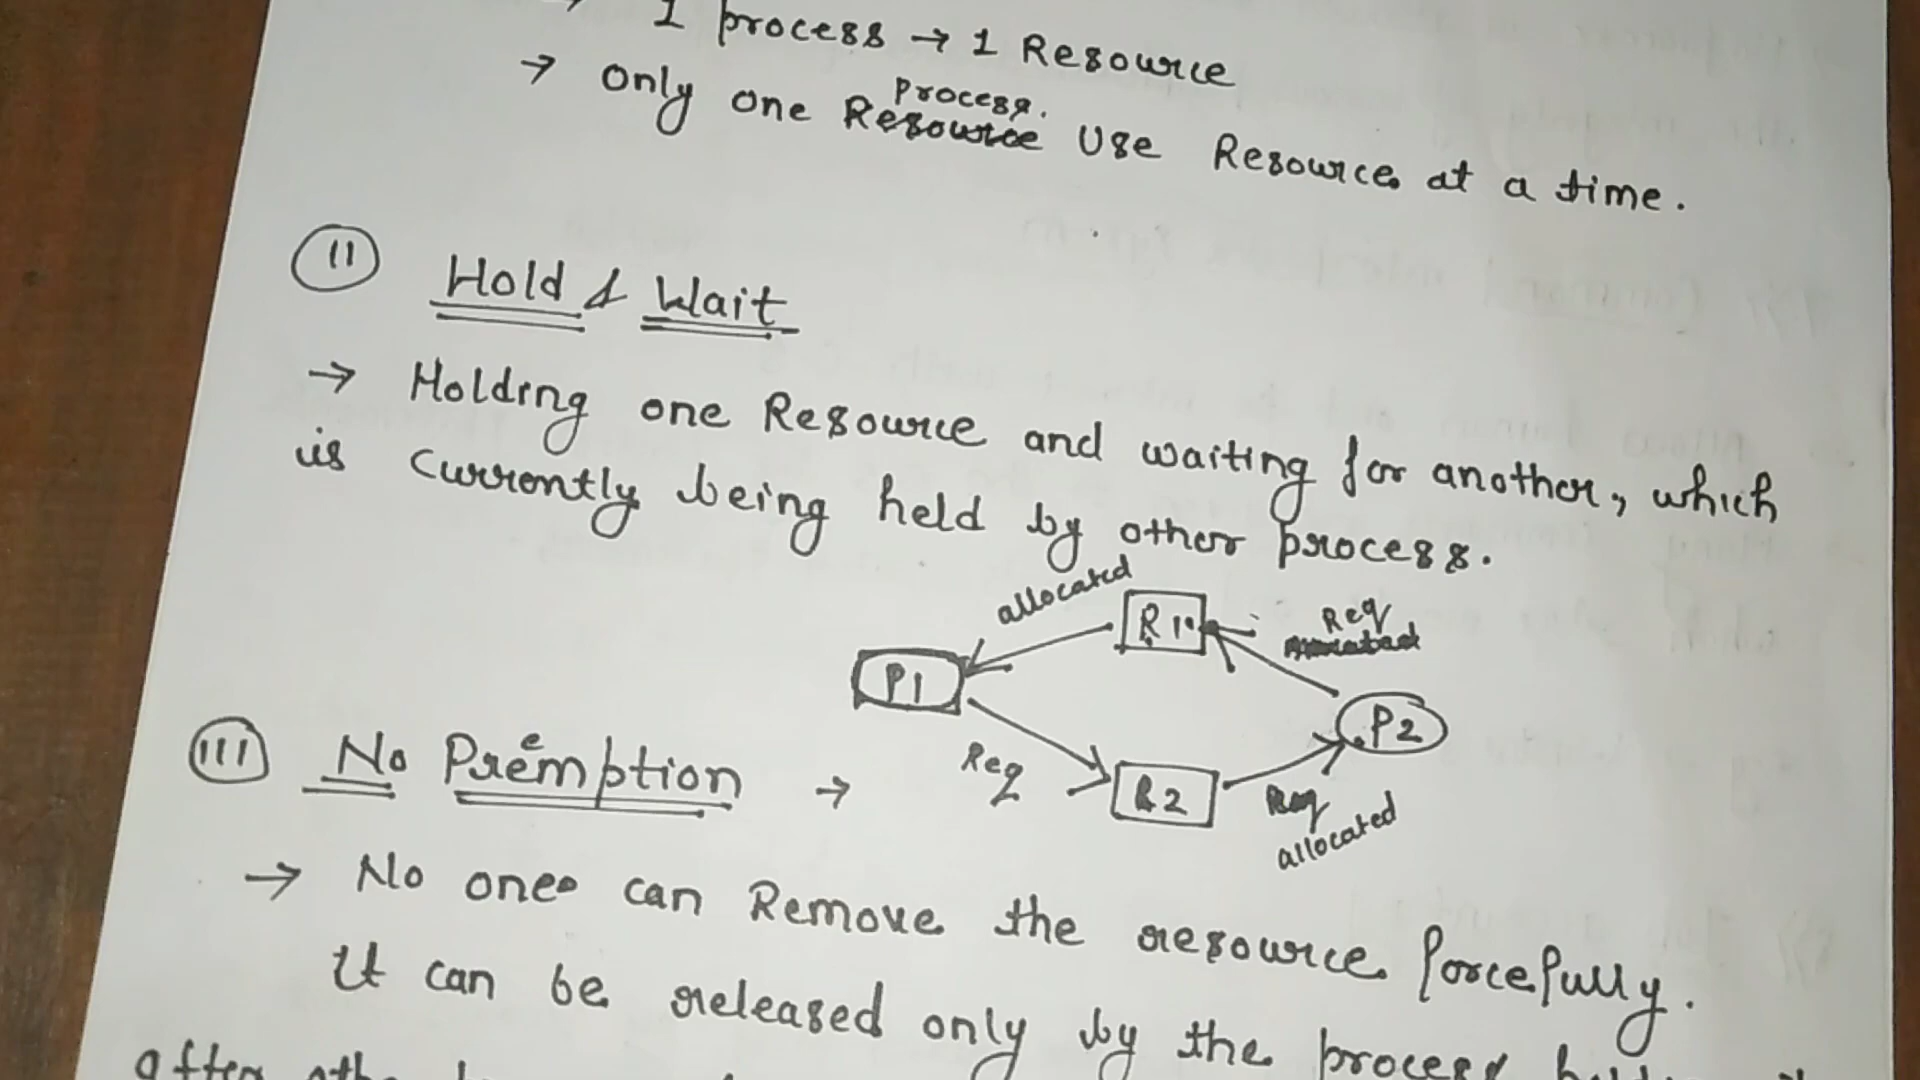 1 process → 1 Resource
→ Only one process. Use Resource at a time.
II Hold & Wait
→ Holding one Resource and waiting for another, which
is currently being held by other process.
allocated R1 Req
P1 P2
Req R2 allocated
III No Preemption →
→ No one can Remove the resource forcefully.
It can be released only by the process
after